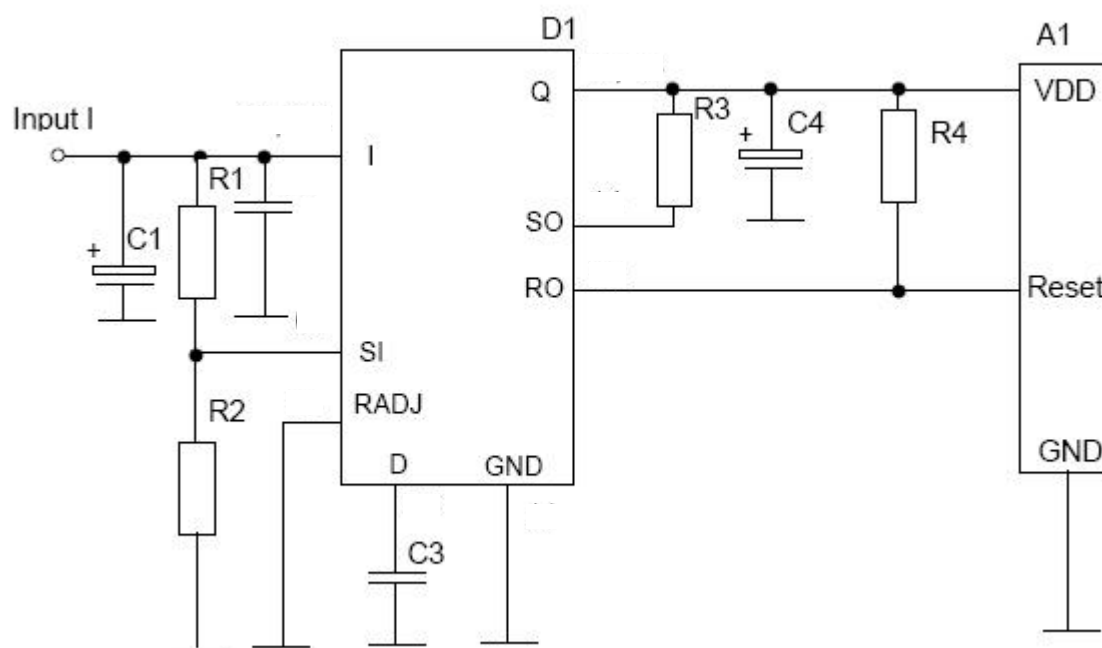 D1
A1
Q
VDD
R3
C4
+
R4
Input I
I
R1
C1
+
SO
RO
Reset
SI
RADJ
R2
D
GND
GND
C3